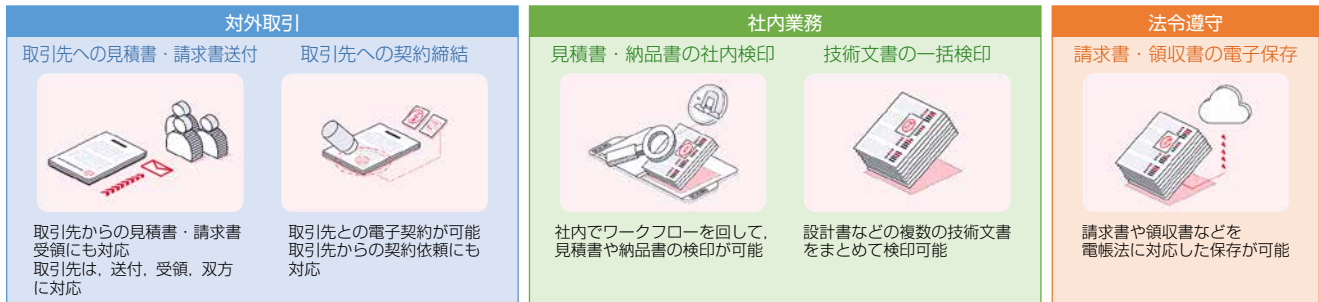 対外取引
取引先への見積書・請求書送付
取引先からの見積書・請求書
受領にも対応
取引先は，送付，受領，双方
に対応
取引先への契約締結
取引先との電子契約が可能
取引先からの契約依頼にも
対応
社内業務
見積書・納品書の社内検印
社内でワークフローを回して，
見積書や納品書の検印が可能
技術文書の一括検印
設計書などの複数の技術文書
をまとめて検印可能
法令遵守
請求書・領収書の電子保存
請求書や領収書などを
電帳法に対応した保存が可能